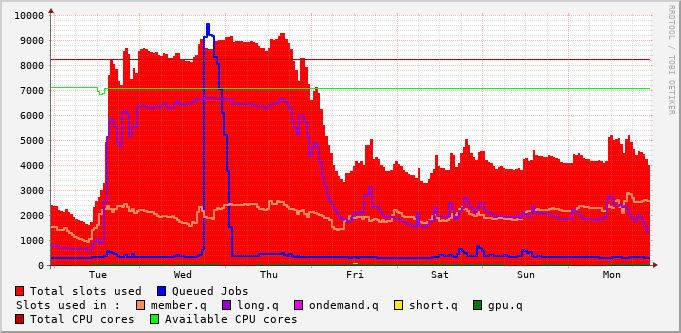 10000
9000
8000
7000
6000
5000
4000
3000
2000
1000
0
Tue Wed Thu Fri Sat Sun Mon
RRDTOOL / TOBI OETIKER
Total slots used Queued Jobs
Slots used in : member.q long.q ondemand.q short.q gpu.q
Total CPU cores Available CPU cores